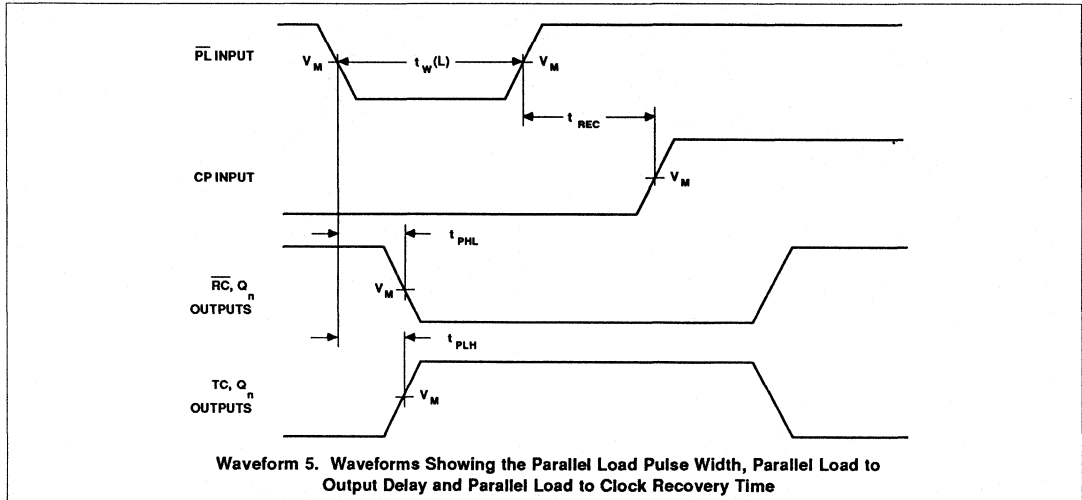 PL INPUT
V_M
t_W(L)
V_M
t_REC
CP INPUT
V_M
t_PHL
RC, Q_n
OUTPUTS
V_M
t_PLH
TC, Q_n
OUTPUTS
V_M
Waveform 5. Waveforms Showing the Parallel Load Pulse Width, Parallel Load to
Output Delay and Parallel Load to Clock Recovery Time